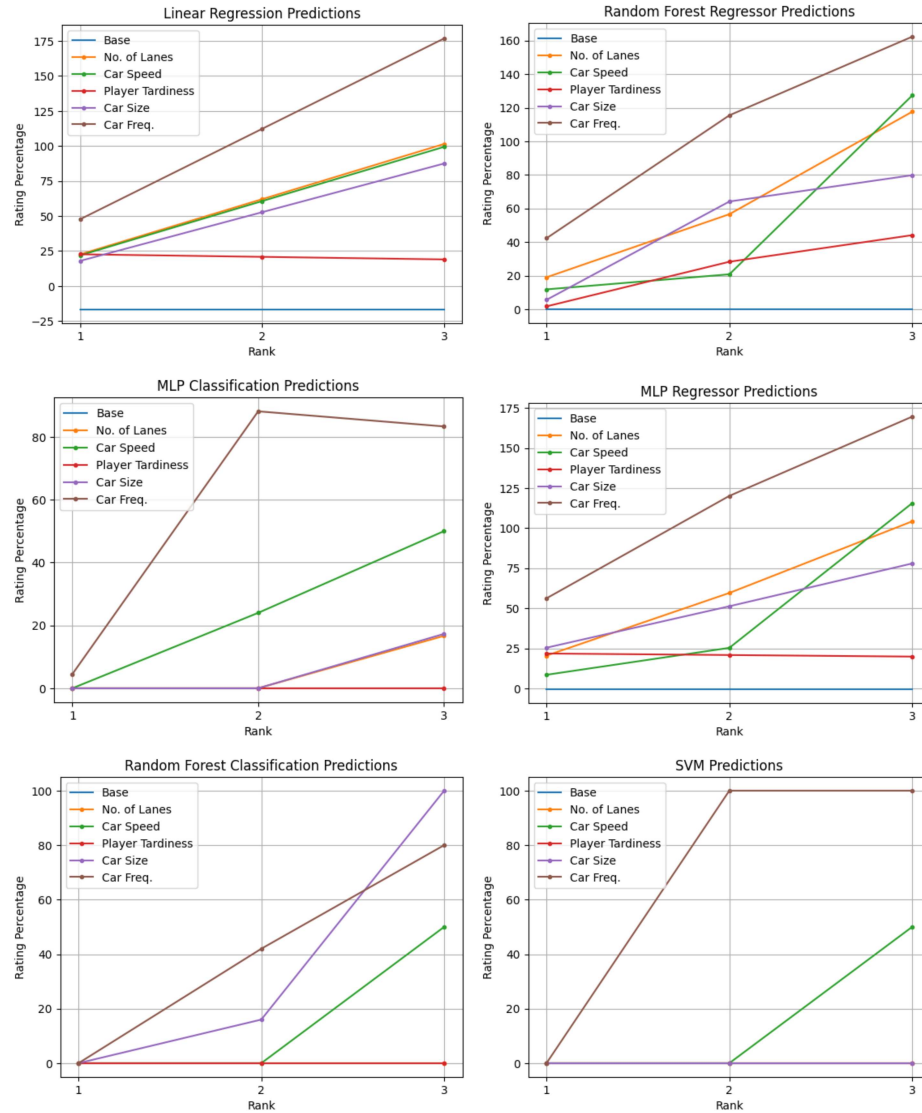 Linear Regression Predictions
Rating Percentage
175
150
125
100
75
50
25
0
−25
Base
No. of Lanes
Car Speed
Player Tardiness
Car Size
Car Freq.
1
2
3
Rank
Random Forest Regressor Predictions
Rating Percentage
160
140
120
100
80
60
40
20
0
Base
No. of Lanes
Car Speed
Player Tardiness
Car Size
Car Freq.
1
2
3
Rank
MLP Classification Predictions
Rating Percentage
80
60
40
20
0
Base
No. of Lanes
Car Speed
Player Tardiness
Car Size
Car Freq.
1
2
3
Rank
MLP Regressor Predictions
Rating Percentage
175
150
125
100
75
50
25
0
Base
No. of Lanes
Car Speed
Player Tardiness
Car Size
Car Freq.
1
2
3
Rank
Random Forest Classification Predictions
Rating Percentage
100
80
60
40
20
0
Base
No. of Lanes
Car Speed
Player Tardiness
Car Size
Car Freq.
1
2
3
Rank
SVM Predictions
Rating Percentage
100
80
60
40
20
0
Base
No. of Lanes
Car Speed
Player Tardiness
Car Size
Car Freq.
1
2
3
Rank